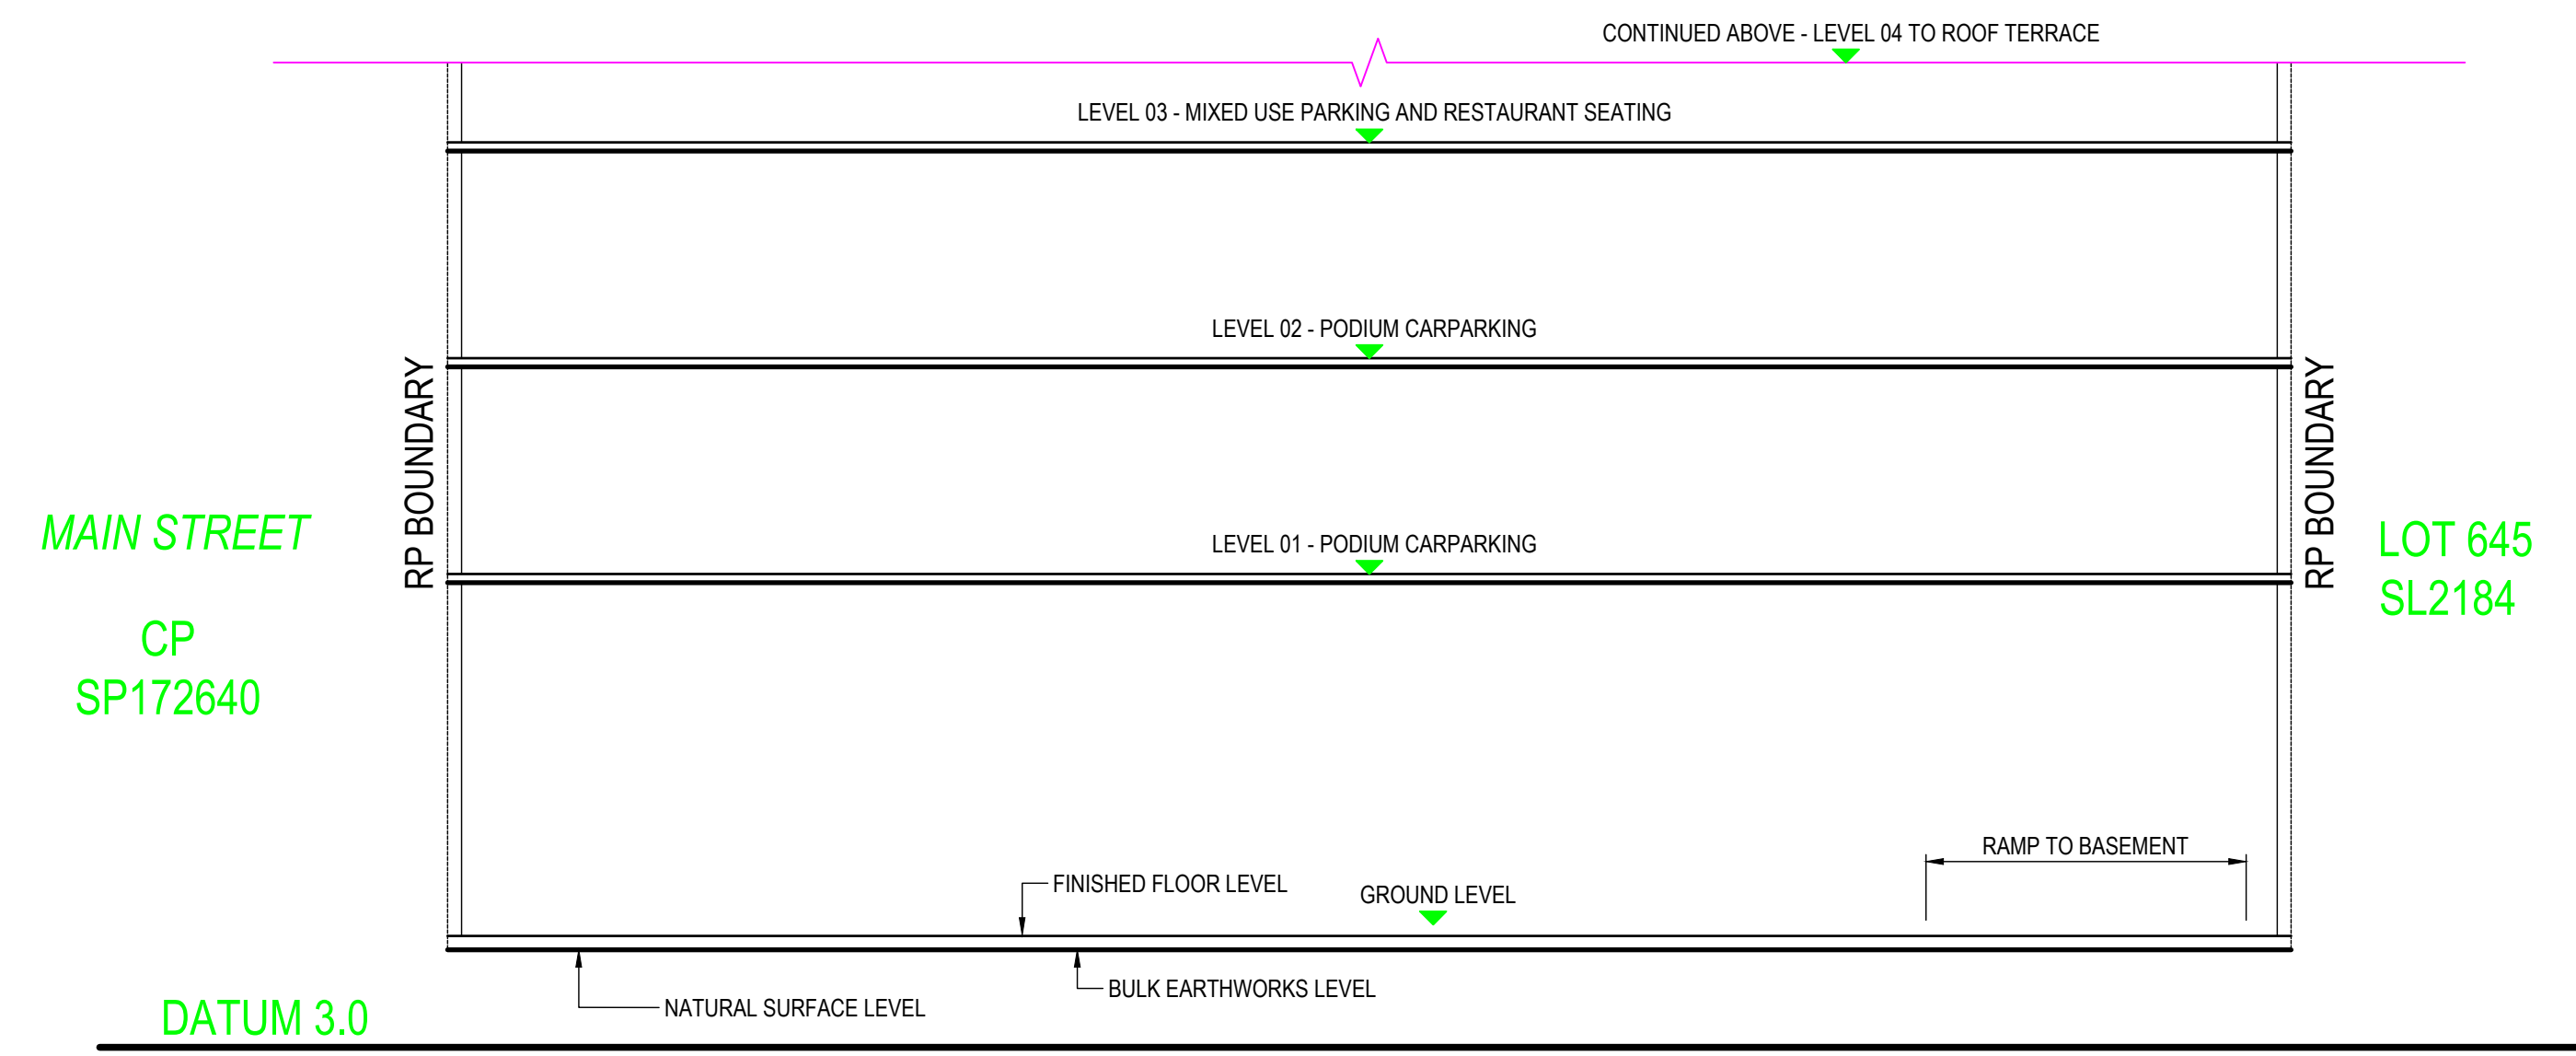 CONTINUED ABOVE - LEVEL 04 TO ROOF TERRACE
LEVEL 03 - MIXED USE PARKING AND RESTAURANT SEATING
LEVEL 02 - PODIUM CARPARKING
RP BOUNDARY
RP BOUNDARY
MAIN STREET
LOT 645
SL2184
LEVEL 01 - PODIUM CARPARKING
CP
SP172640
RAMP TO BASEMENT
FINISHED FLOOR LEVEL
GROUND LEVEL
BULK EARTHWORKS LEVEL
NATURAL SURFACE LEVEL
DATUM 3.0